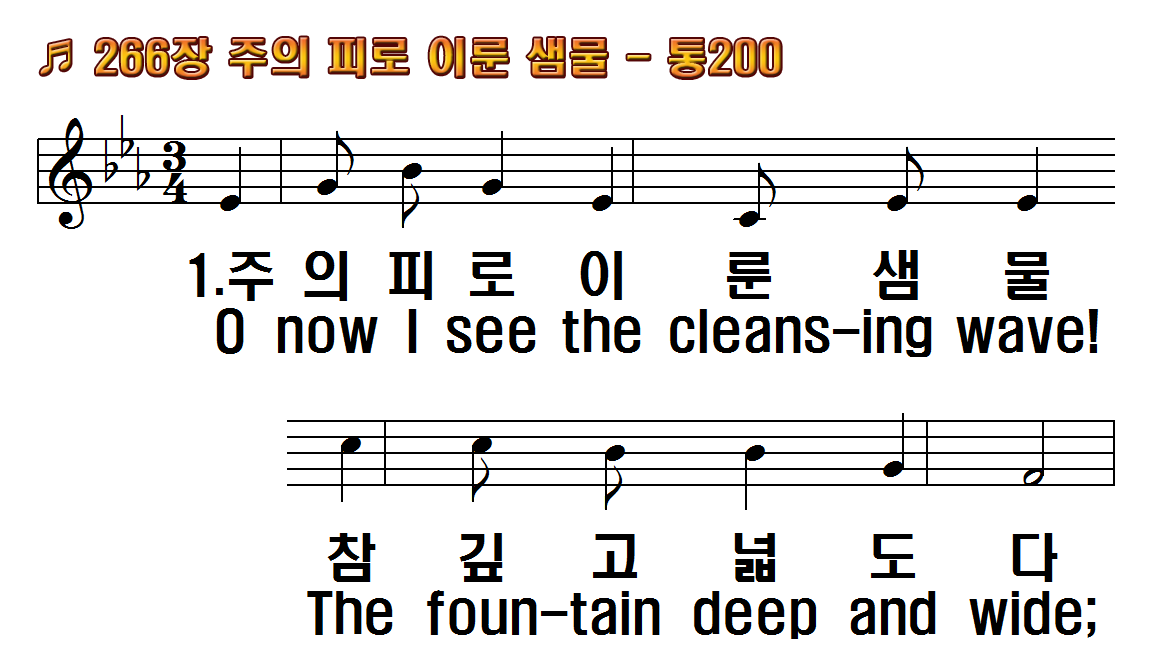 ♬ 266장 주의 피로 이룬 샘물 - 통200
3
4
1.주 의 피 로 이 룬 샘 물
O now I see the cleans-ing wave!
참 깊 고 넓 도 다
The foun-tain deep and wide;